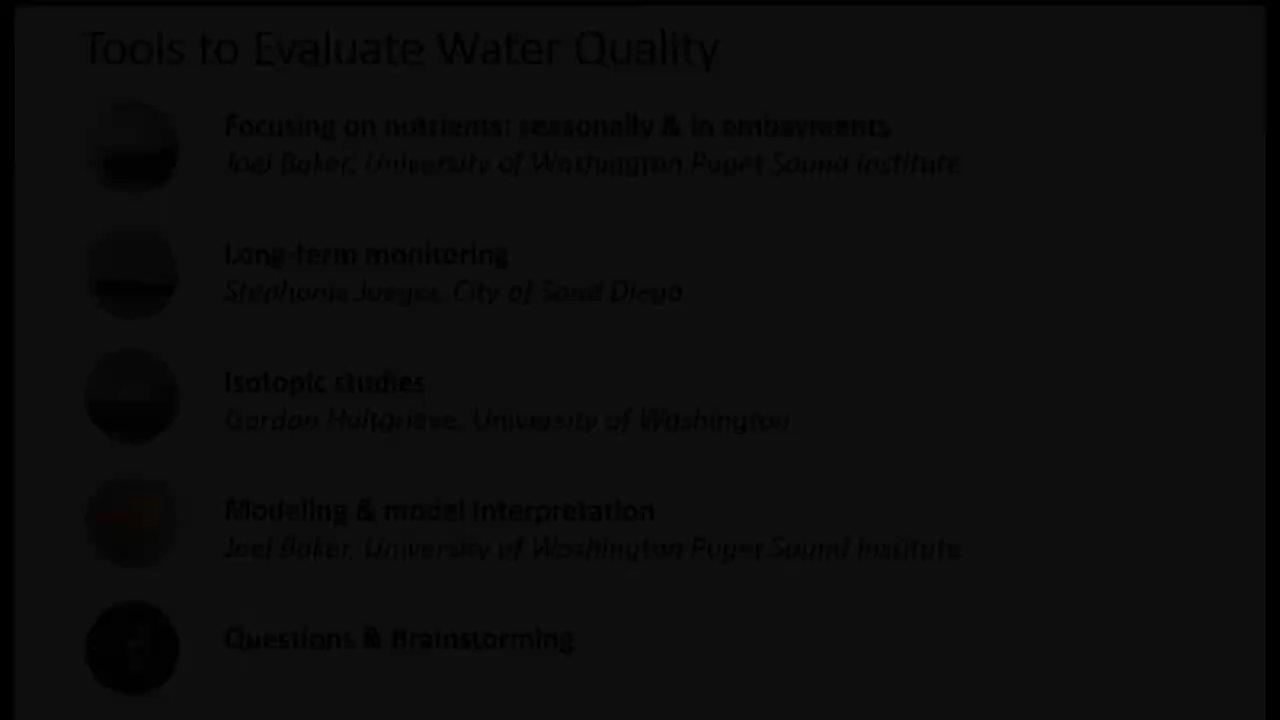 Tools to Evaluate Water Quality
Focusing on nutrients: seasonally & in embayments
Joel Baker, University of Washington Puget Sound Institute
Long-term monitoring
Stephanie Jaeger, City of Diego
Isotopic studies
Gordon Holtgrieve, University of Washington
Modeling & model interpretation
Joel Baker, University of Washington Puget Sound Institute
Questions & Brainstorming